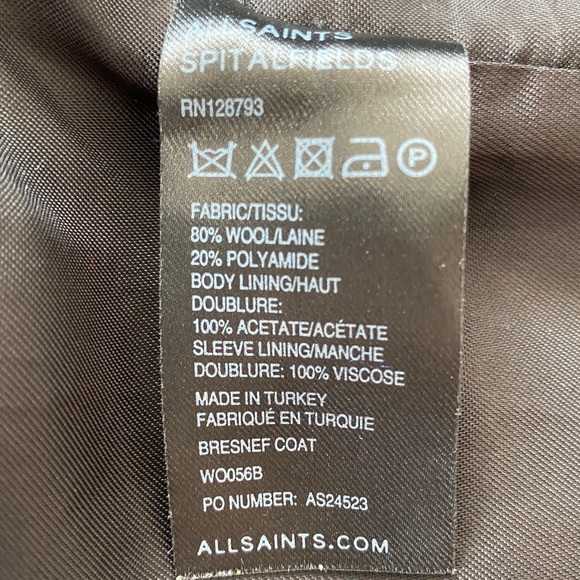 ALLSAINTS
SPITALFIELDS
RN128793
P
FABRIC/TISSU:
80% WOOL/LAINE
20% POLYAMIDE
BODY LINING/HAUT
DOUBLURE:
100% ACETATE/ACÉTATE
SLEEVE LINING/MANCHE
DOUBLURE: 100% VISCOSE
MADE IN TURKEY
FABRIQUÉ EN TURQUIE
BRESNEF COAT
WO056B
PO NUMBER: AS24523
ALLSAINTS.COM